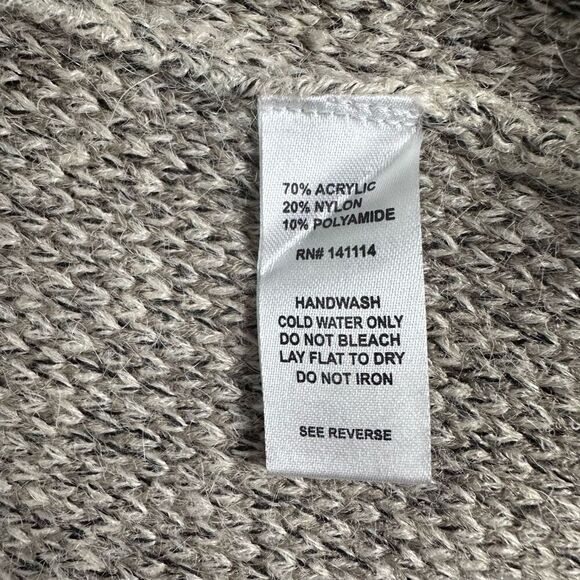 70% ACRYLIC
20% NYLON
10% POLYAMIDE
RN# 141114
HANDWASH
COLD WATER ONLY
DO NOT BLEACH
LAY FLAT TO DRY
DO NOT IRON
SEE REVERSE